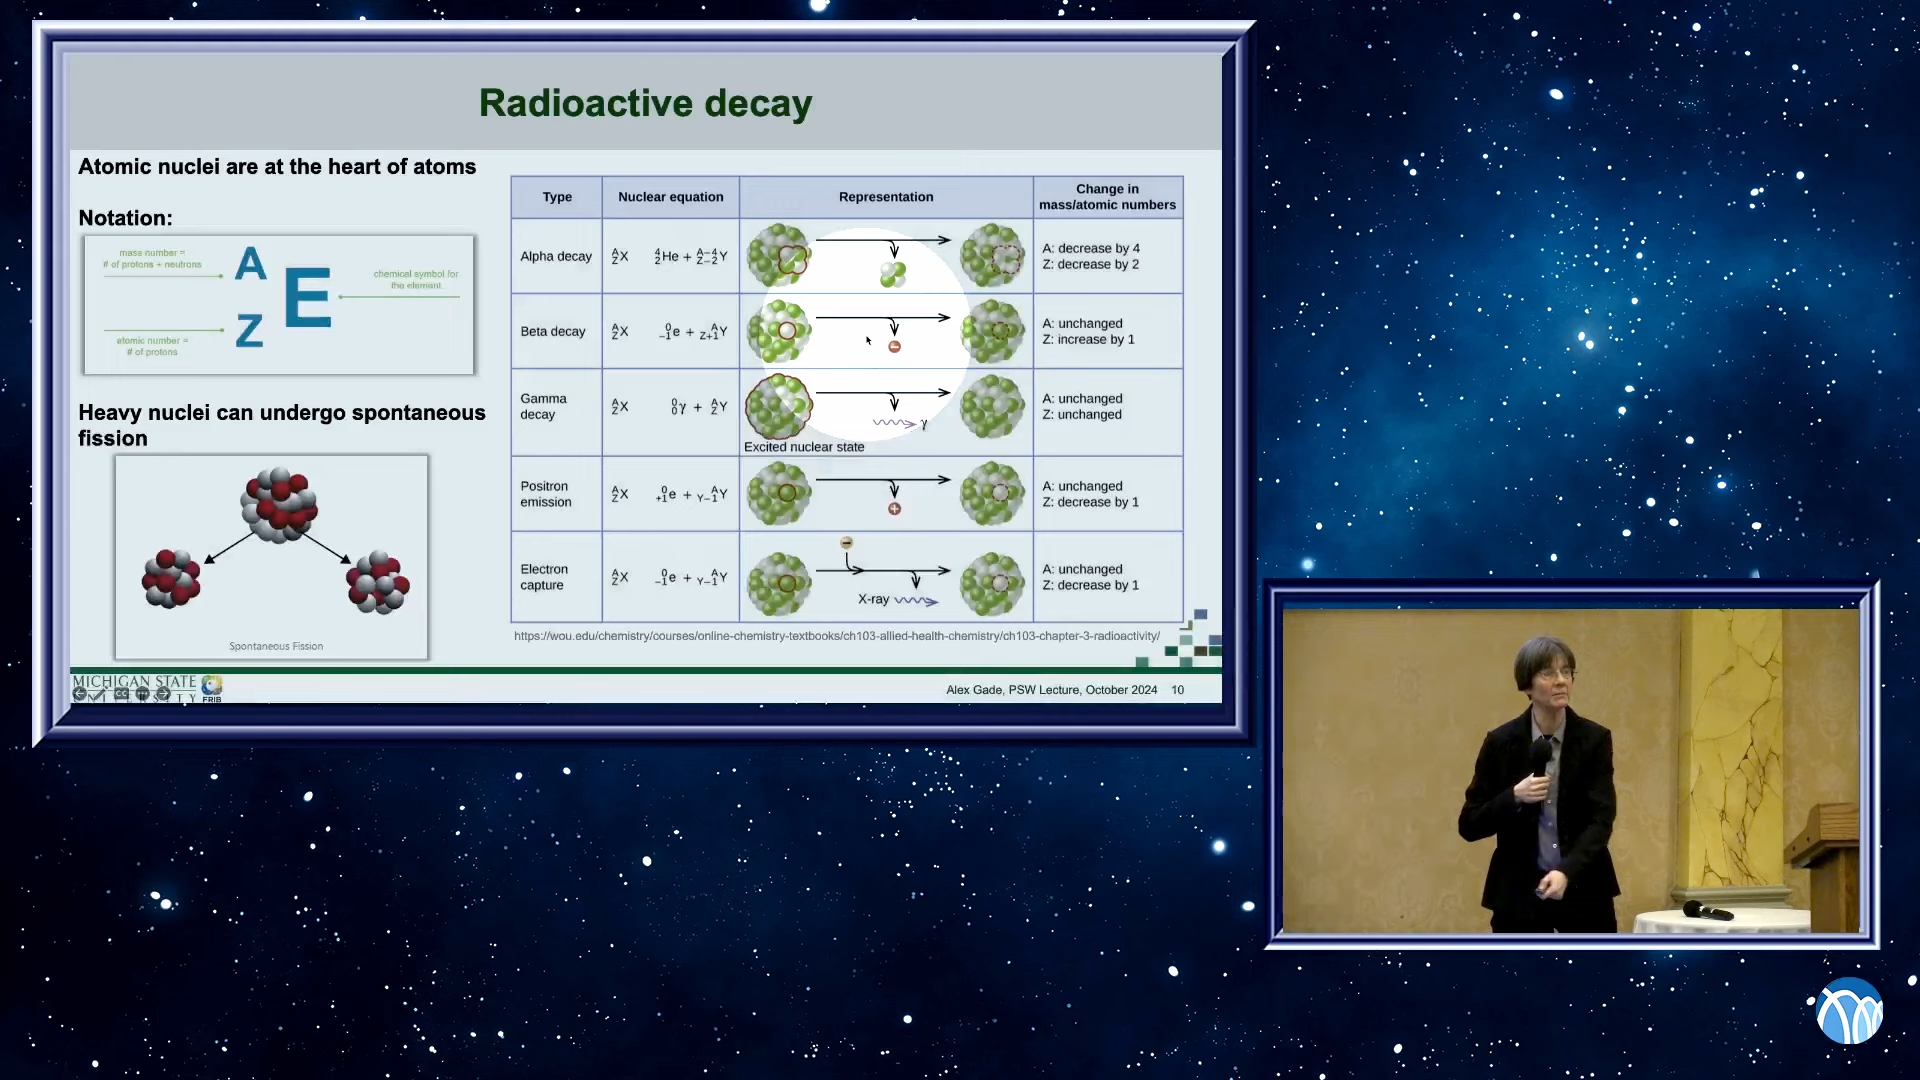 Radioactive decay
Atomic nuclei are at the heart of atoms
Notation:
mass number =
# of protons + neutrons
A
E
Z
chemical symbol for
the element
atomic number =
# of protons
Heavy nuclei can undergo spontaneous
fission
Spontaneous Fission
Type Nuclear equation Representation Change in
mass/atomic numbers
Alpha decay A Z X 4 2 He + A−4 Z−2 Y A: decrease by 4
Z: decrease by 2
Beta decay A Z X 0 −1 e + A Z+1 Y − A: unchanged
Z: increase by 1
Gamma
decay A Z X 0 0 γ + A Z Y γ A: unchanged
Z: unchanged
Excited nuclear state
Positron
emission A Z X 0 +1 e + A Y−1 Y + A: unchanged
Z: decrease by 1
Electron
capture A Z X 0 −1 e + A Y−1 Y − X-ray A: unchanged
Z: decrease by 1
https://wou.edu/chemistry/courses/online-chemistry-textbooks/ch103-allied-health-chemistry/ch103-chapter-3-radioactivity/
MICHIGAN STATE
UNIVERSITY
FRIB
Alex Gade, PSW Lecture, October 2024 10